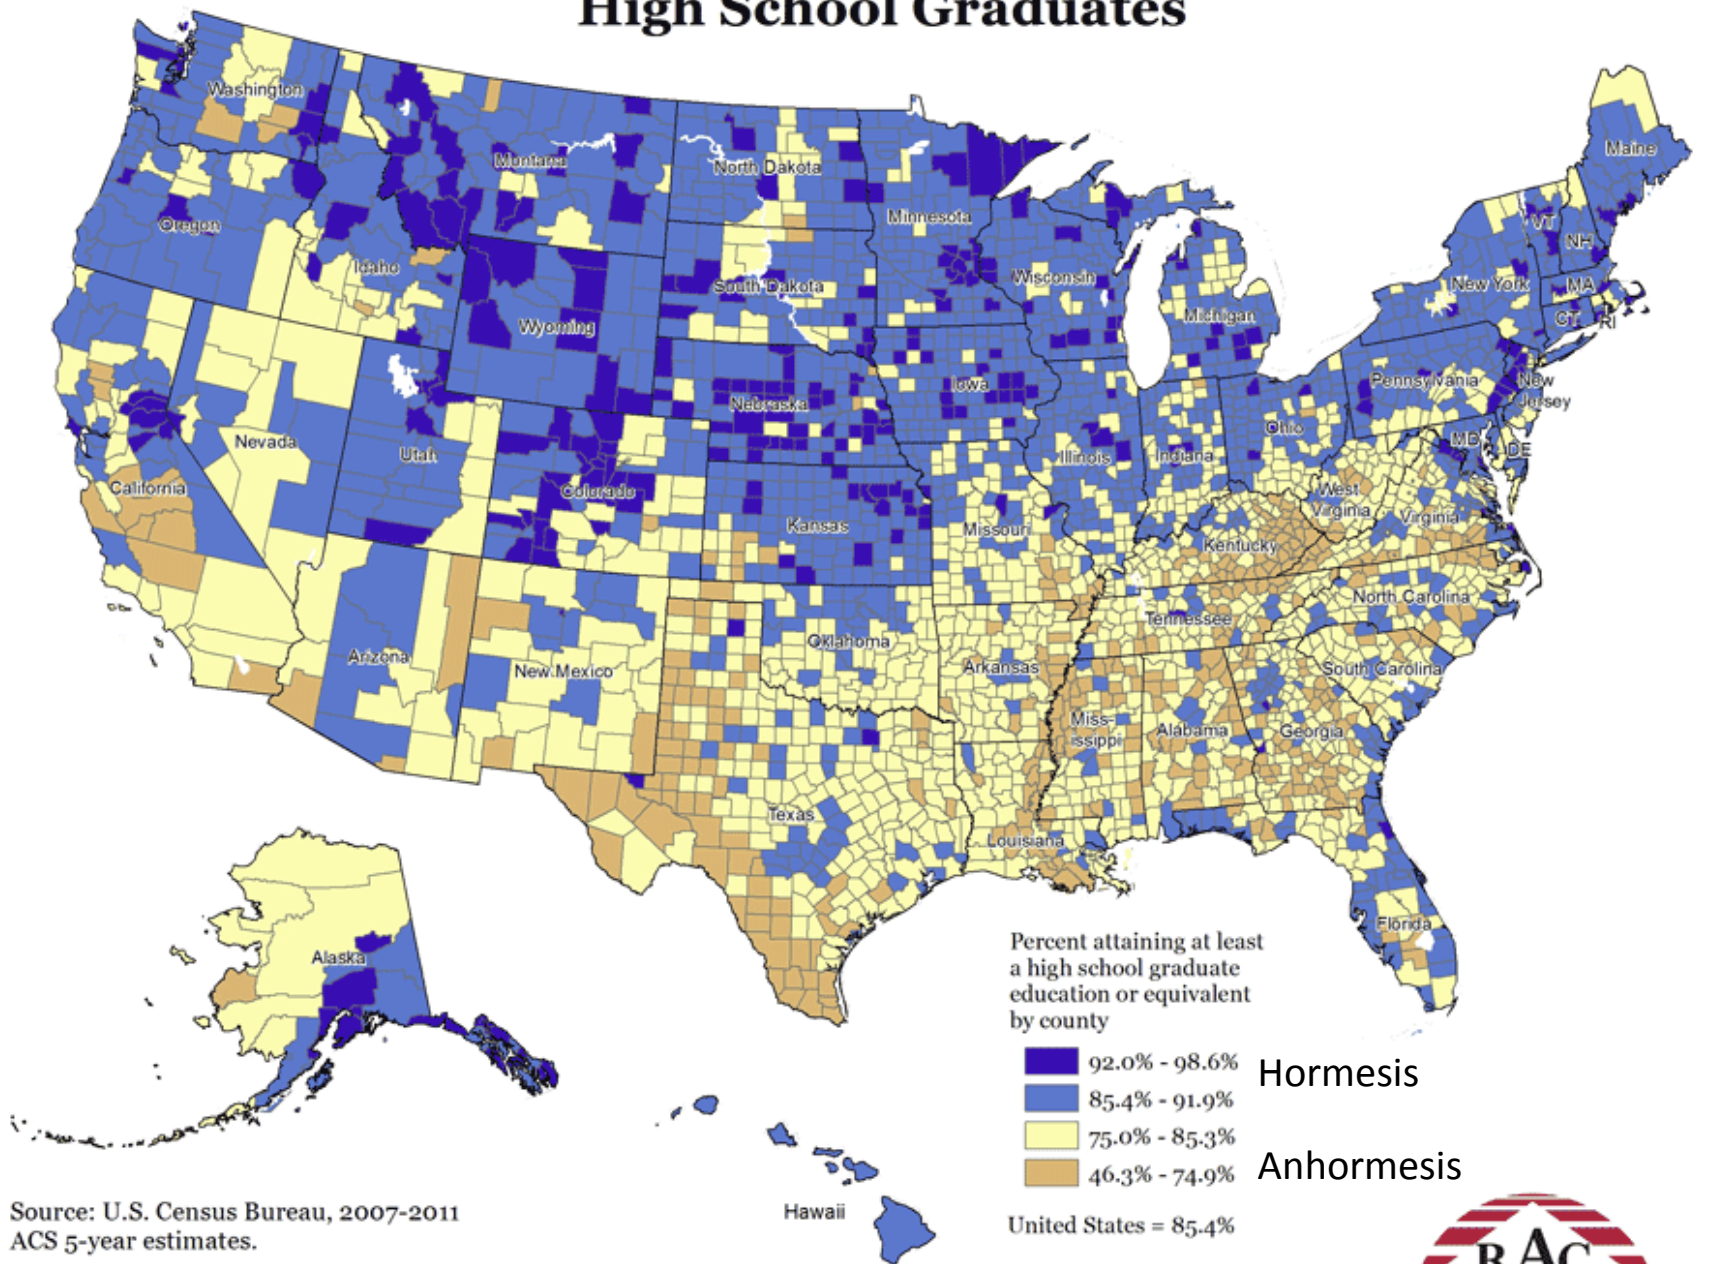 High School Graduates
Washington
Montana
North Dakota
Minnesota
Maine
Oregon
Idaho
Wyoming
South Dakota
Wisconsin
Michigan
New York
VT
NH
MA
CT
RI
Nevada
Utah
Colorado
Nebraska
Iowa
Illinois
Indiana
Ohio
Pennsylvania
New
Jersey
MD
DE
California
Kansas
Missouri
West
Virginia
Virginia
Kentucky
Arizona
New Mexico
Oklahoma
Arkansas
Tennessee
North Carolina
South Carolina
Texas
Louisiana
Miss-
issippi
Alabama
Georgia
Florida
Alaska
Hawaii
Percent attaining at least
a high school graduate
education or equivalent
by county
92.0% - 98.6% Hormesis
85.4% - 91.9%
75.0% - 85.3%
46.3% - 74.9% Anhormesis
United States = 85.4%
Source: U.S. Census Bureau, 2007-2011
ACS 5-year estimates.
RAC